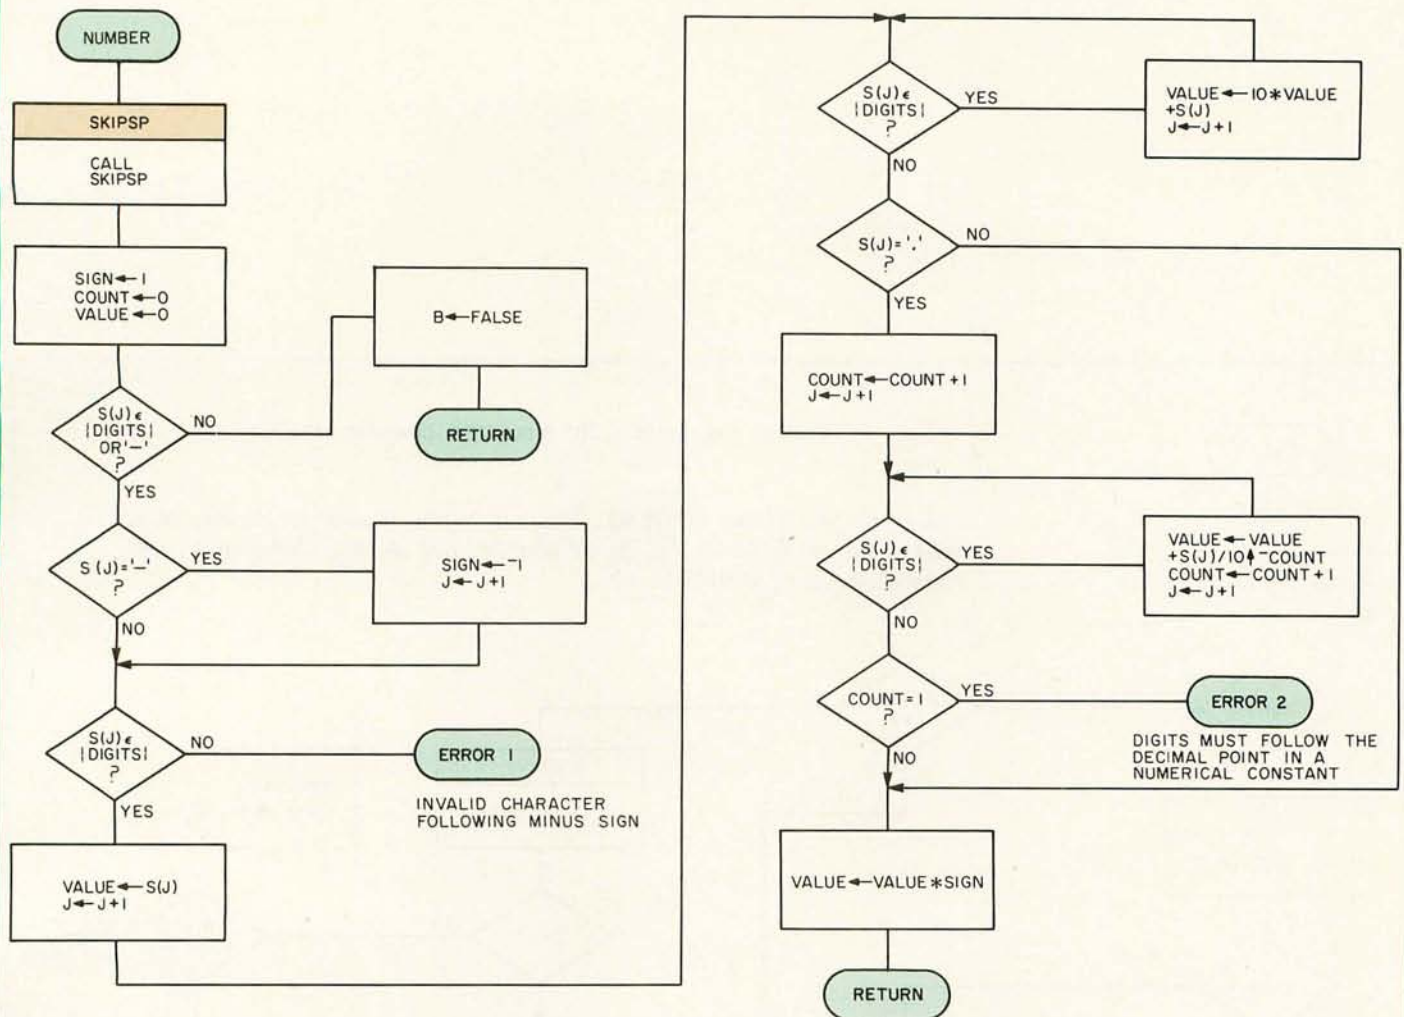 NUMBER
SKIPSP
CALL
SKIPSP
SIGN←1
COUNT←0
VALUE←0
S(J)ϵ
|DIGITS|
OR'−'
?
NO
YES
B←FALSE
RETURN
S(J)='−'
?
YES
NO
SIGN←¯1
J←J+1
S(J)ϵ
|DIGITS|
?
NO
YES
ERROR 1
INVALID CHARACTER
FOLLOWING MINUS SIGN
VALUE←S(J)
J←J+1
S(J)ϵ
|DIGITS|
?
YES
NO
VALUE←10*VALUE
+S(J)
J←J+1
S(J)='.'
?
NO
YES
COUNT←COUNT+1
J←J+1
S(J)ϵ
|DIGITS|
?
YES
NO
VALUE←VALUE
+S(J)/10↑¯COUNT
COUNT←COUNT+1
J←J+1
COUNT=1
?
YES
NO
ERROR 2
DIGITS MUST FOLLOW THE
DECIMAL POINT IN A
NUMERICAL CONSTANT
VALUE←VALUE*SIGN
RETURN